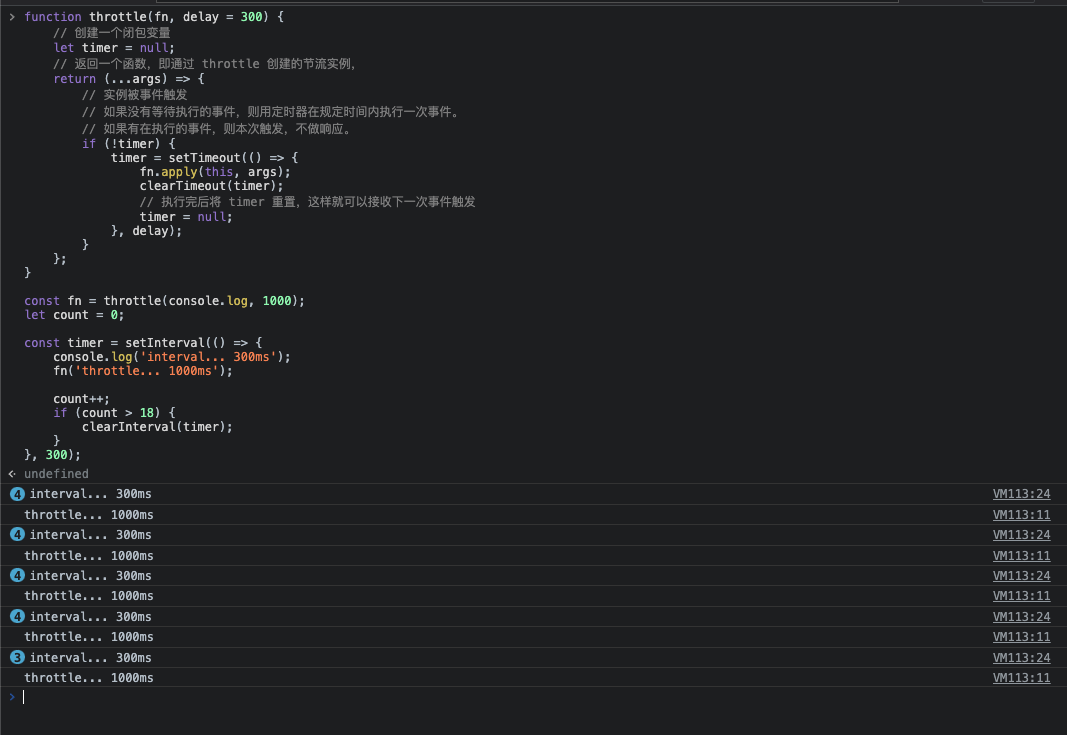 > function throttle(fn, delay = 300) {
    // 创建一个闭包变量
    let timer = null;
    // 返回一个函数，即通过 throttle 创建的节流实例，
    return (...args) => {
        // 实例被事件触发
        // 如果没有等待执行的事件，则用定时器在规定时间内执行一次事件。
        // 如果有在执行的事件，则本次触发，不做响应。
        if (!timer) {
            timer = setTimeout(() => {
                fn.apply(this, args);
                clearTimeout(timer);
                // 执行完后将 timer 重置，这样就可以接收下一次事件触发
                timer = null;
            }, delay);
        }
    };
}

const fn = throttle(console.log, 1000);
let count = 0;

const timer = setInterval(() => {
    console.log('interval... 300ms');
    fn('throttle... 1000ms');

    count++;
    if (count > 18) {
        clearInterval(timer);
    }
}, 300);
undefined
4 interval... 300ms VM113:24
throttle... 1000ms VM113:11
4 interval... 300ms VM113:24
throttle... 1000ms VM113:11
4 interval... 300ms VM113:24
throttle... 1000ms VM113:11
4 interval... 300ms VM113:24
throttle... 1000ms VM113:11
3 interval... 300ms VM113:24
throttle... 1000ms VM113:11
>